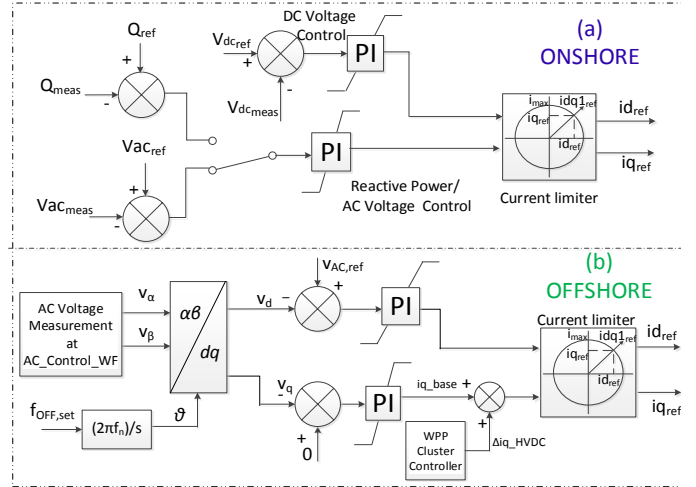 (a)
ONSHORE
DC Voltage
Control
Qref
+
Qmeas
-
Vdcref
+
-
Vdcmeas
PI
Vacref
+
Vacmeas
-
PI
Reactive Power/
AC Voltage Control
imax
idq1ref
iqref
idref
Current limiter
idref
iqref
(b)
OFFSHORE
AC Voltage
Measurement
at
AC_Control_WF
vα
vβ
αβ
dq
fOFF,set
(2πfn)/s
ϑ
vAC,ref
vd
-
+
PI
vq
-
+
0
PI
iq_base
+
+
WPP
Cluster
Controller
Δiq_HVDC
Current limiter
imax
idq1ref
iqref
idref
idref
iqref